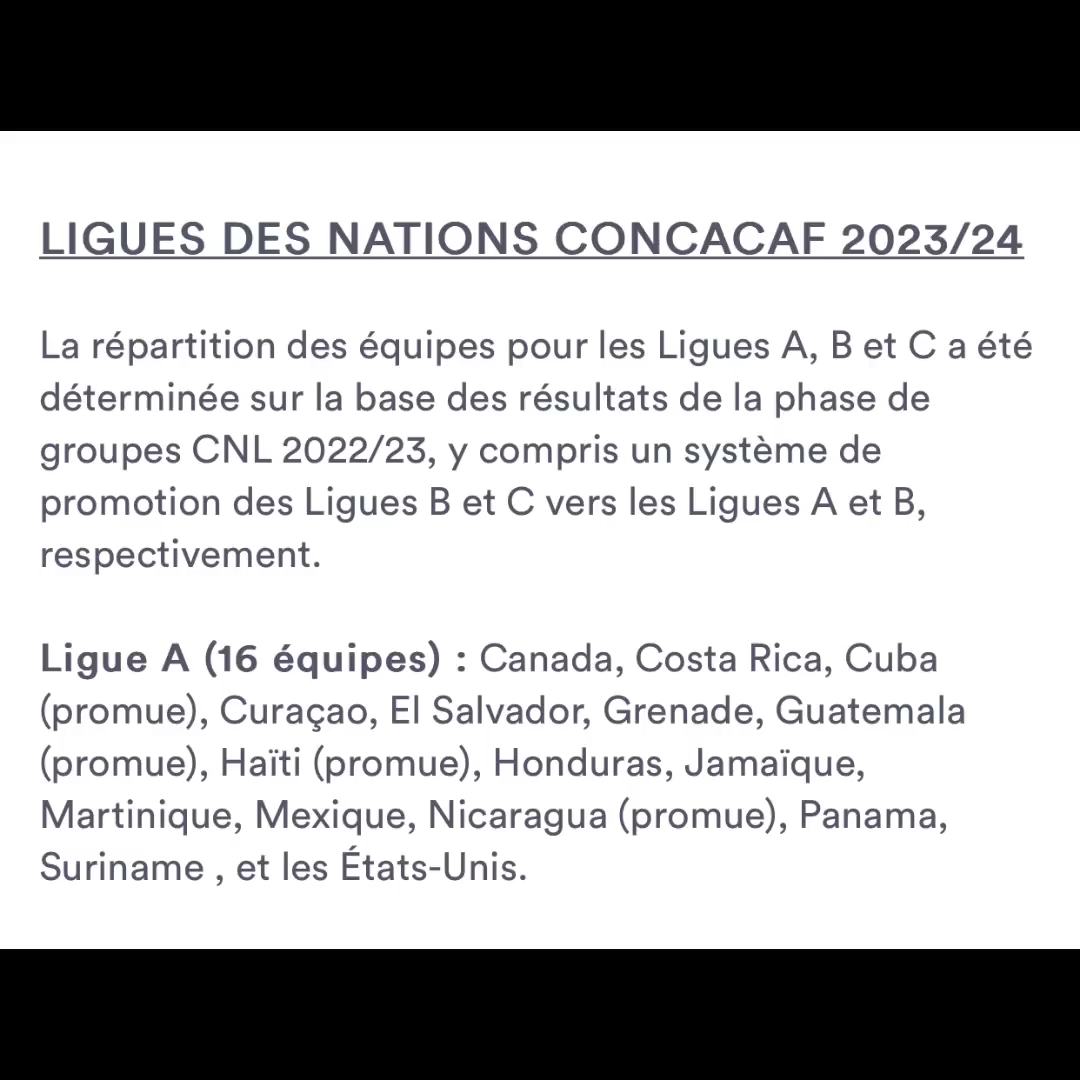 LIGUES DES NATIONS CONCACAF 2023/24
La répartition des équipes pour les Ligues A, B et C a été
déterminée sur la base des résultats de la phase de
groupes CNL 2022/23, y compris un système de
promotion des Ligues B et C vers les Ligues A et B,
respectivement.
Ligue A (16 équipes) : Canada, Costa Rica, Cuba
(promue), Curaçao, El Salvador, Grenade, Guatemala
(promue), Haïti (promue), Honduras, Jamaïque,
Martinique, Mexique, Nicaragua (promue), Panama,
Suriname , et les États-Unis.